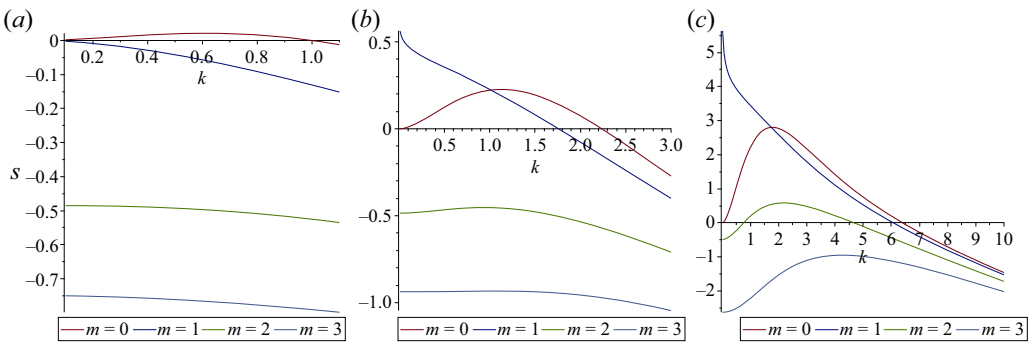 (a)
0
0.2 0.4 0.6 0.8 1.0
k
–0.1
–0.2
–0.3
s
–0.4
–0.5
–0.6
–0.7
m = 0 m = 1 m = 2 m = 3
(b)
0.5
0
0.5 1.0 1.5 2.0 2.5 3.0
k
–0.5
–1.0
m = 0 m = 1 m = 2 m = 3
(c)
5
4
3
2
1
0
1 2 3 4 5 6 7 8 9 10
k
–1
–2
m = 0 m = 1 m = 2 m = 3